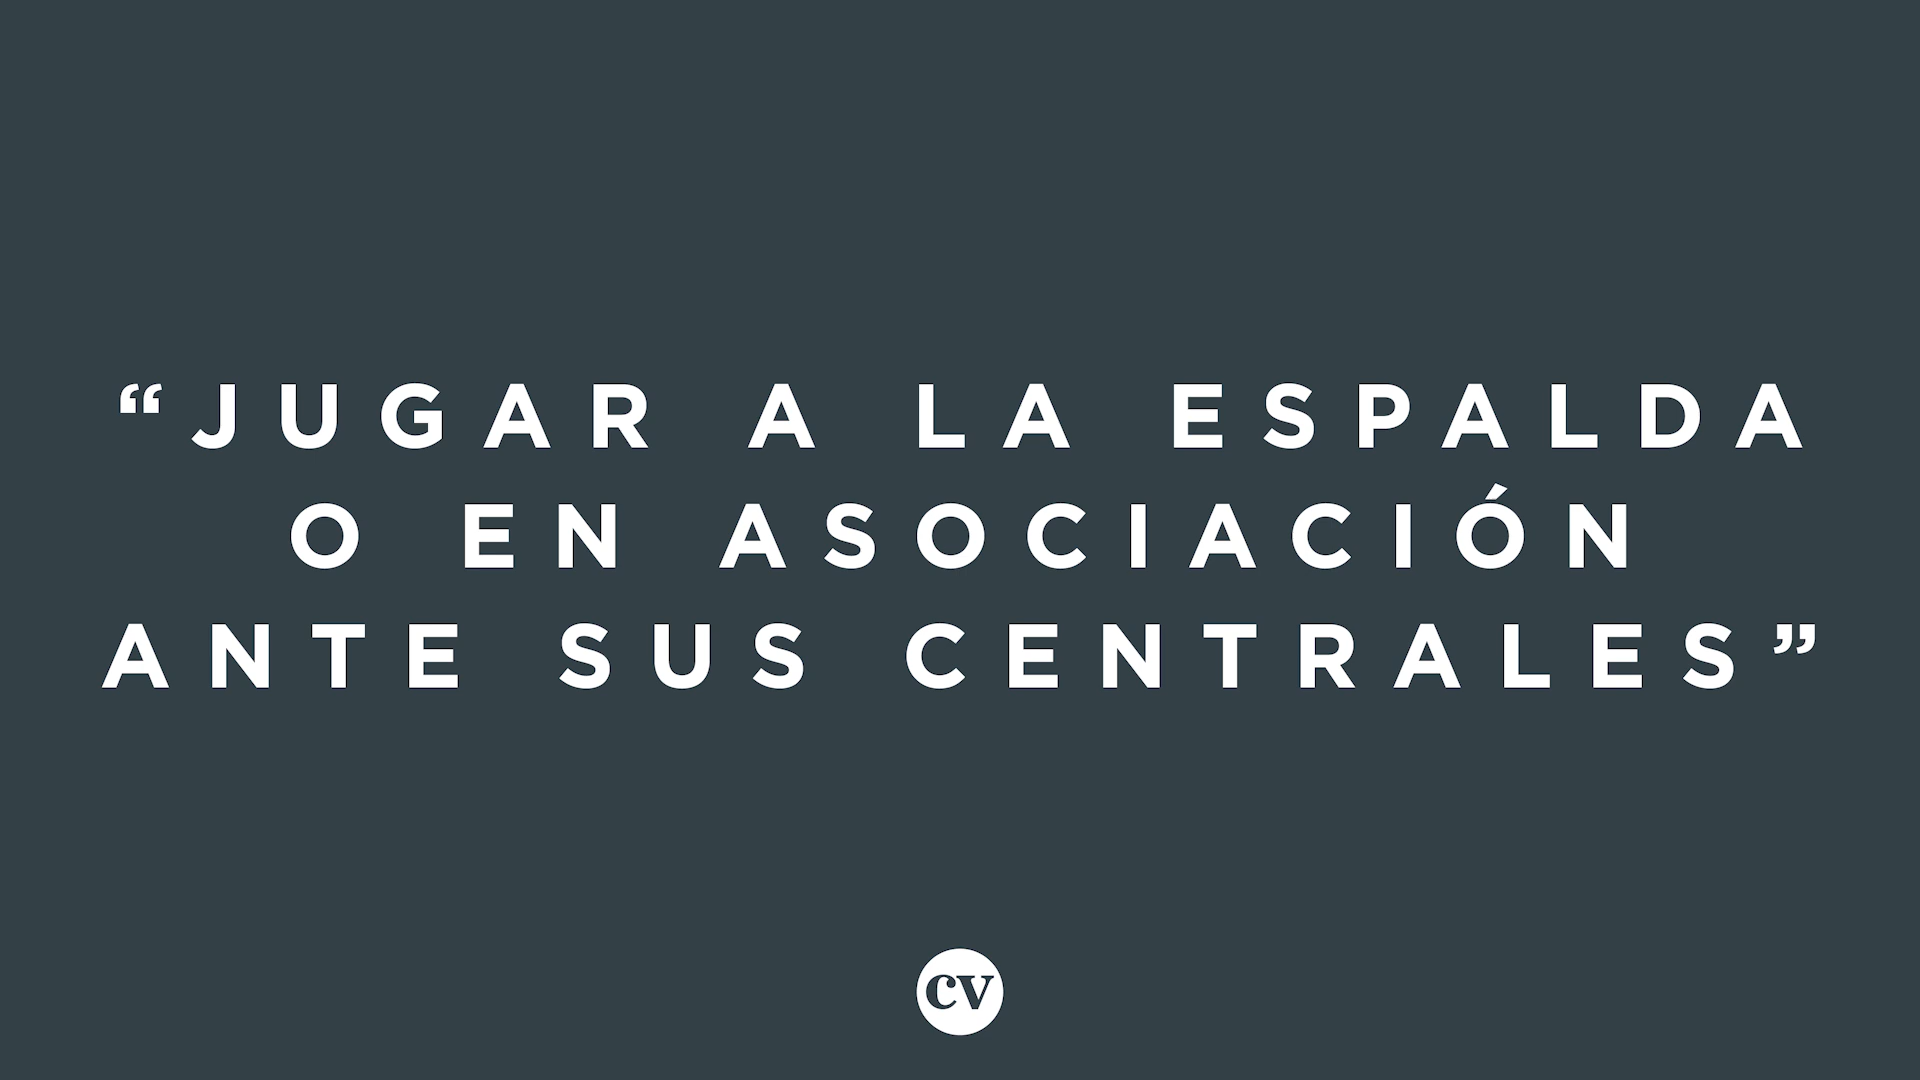 “JUGAR A LA ESPALDA
O EN ASOCIACIÓN
ANTE SUS CENTRALES”
CV